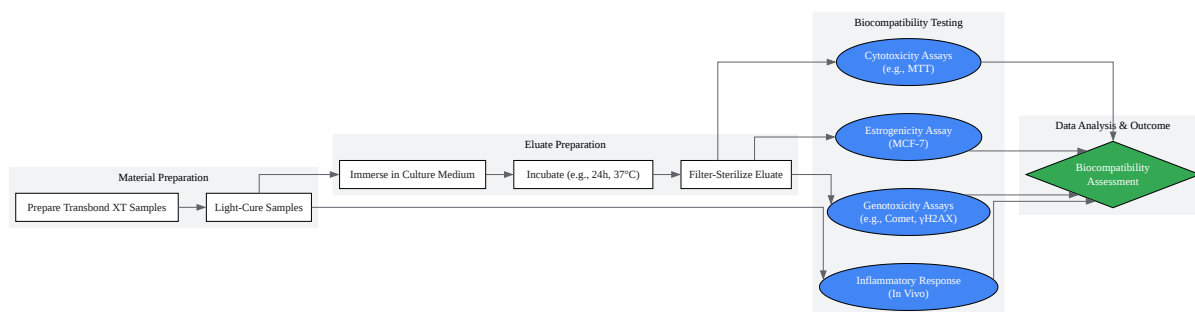 Material Preparation
Prepare Transbond XT Samples
Light-Cure Samples
Eluate Preparation
Immerse in Culture Medium
Incubate (e.g., 24h, 37°C)
Filter-Sterilize Eluate
Biocompatibility Testing
Cytotoxicity Assays
(e.g., MTT)
Estrogenicity Assay
(MCF-7)
Genotoxicity Assays
(e.g., Comet, γH2AX)
Inflammatory Response
(In Vivo)
Data Analysis & Outcome
Biocompatibility
Assessment